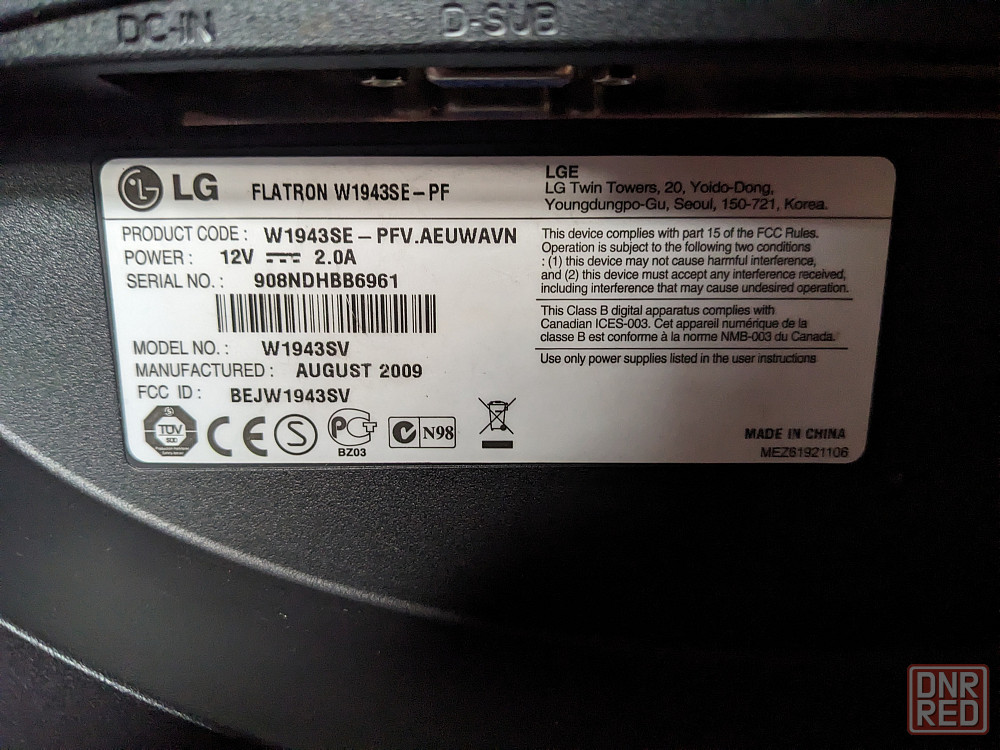 DC-IN
D-SUB
LG
FLATRON W1943SE-PF
LGE
LG Twin Towers, 20, Yoido-Dong,
Youngdungpo-Gu, Seoul, 150-721, Korea.
PRODUCT CODE : W1943SE-PFV.AEUWAVN
POWER : 12V 2.0A
SERIAL NO. : 908NDHBB6961
MODEL NO. : W1943SV
MANUFACTURED : AUGUST 2009
FCC ID : BEJW1943SV
TÜV
CE
S
BZ03
N98
This device complies with part 15 of the FCC Rules.
Operation is subject to the following two conditions
: (1) this device may not cause harmful interference,
and (2) this device must accept any interference received,
including interference that may cause undesired operation.
This Class B digital apparatus complies with
Canadian ICES-003. Cet appareil numérique de la
classe B est conforme à la norme NMB-003 du Canada.
Use only power supplies listed in the user instructions
MADE IN CHINA
MEZ61921106
DNR
RED